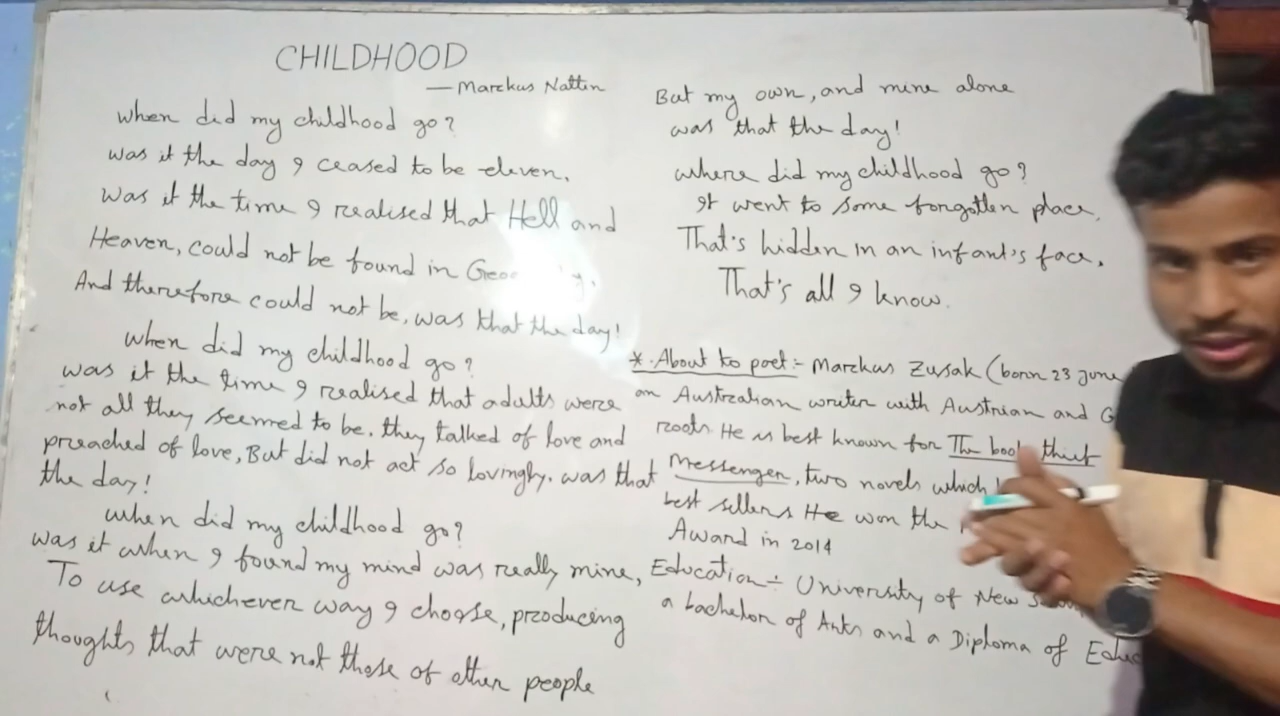 CHILDHOOD
— Marckus Nattin
When did my childhood go?
Was it the day I ceased to be eleven,
Was it the time I realised that Hell and
Heaven, could not be found in
And therefore could not be, was that the day!
When did my childhood go?
Was it the time I realised that adults were
not all they seemed to be. they talked of love and
preached of love, But did not act so lovingly. was that
the day!
When did my childhood go?
Was it when I found my mind was really mine,
To use whichever way I choose, producing
thoughts that were not those of other people
But my own, and mine alone
was that the day!
where did my childhood go?
It went to some forgotten place,
That's hidden in an infant's face,
That's all I know.
*. About to poet :- Marckus Zusak (born 23 june
an Australian writer with Austrian and G
roots. He is best known for The book thief
Messenger, two novels which
best sellers He won the
Award in 2014
Education :- University of New
a bachelor of Arts and a Diploma of Educ